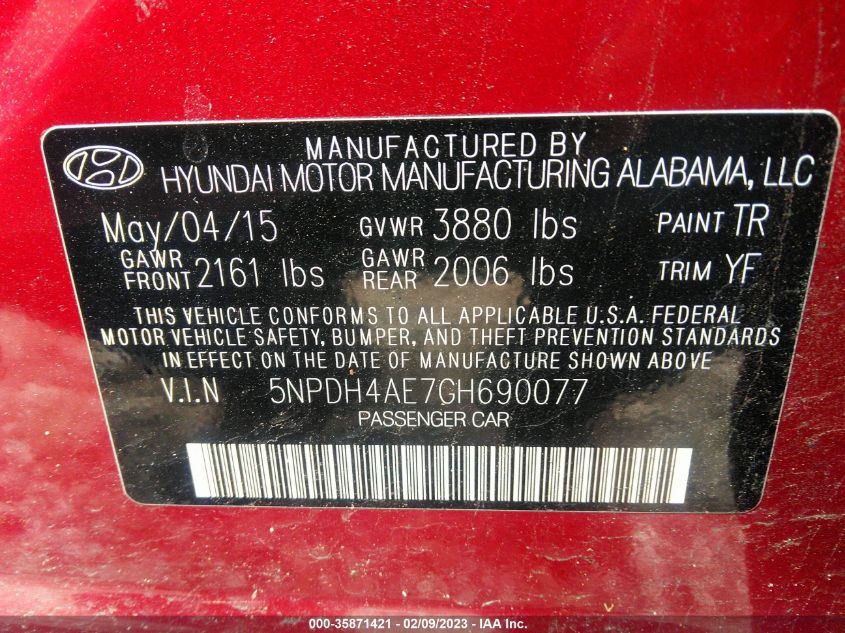 MANUFACTURED BY
HYUNDAI MOTOR MANUFACTURING ALABAMA, LLC
May/04/15 GVWR 3880 lbs PAINT TR
GAWR FRONT 2161 lbs GAWR REAR 2006 lbs TRIM YF
THIS VEHICLE CONFORMS TO ALL APPLICABLE U.S.A. FEDERAL
MOTOR VEHICLE SAFETY, BUMPER, AND THEFT PREVENTION STANDARDS
IN EFFECT ON THE DATE OF MANUFACTURE SHOWN ABOVE
V.I.N 5NPDH4AE7GH690077
PASSENGER CAR
000-35871421 - 02/09/2023 - IAA Inc.